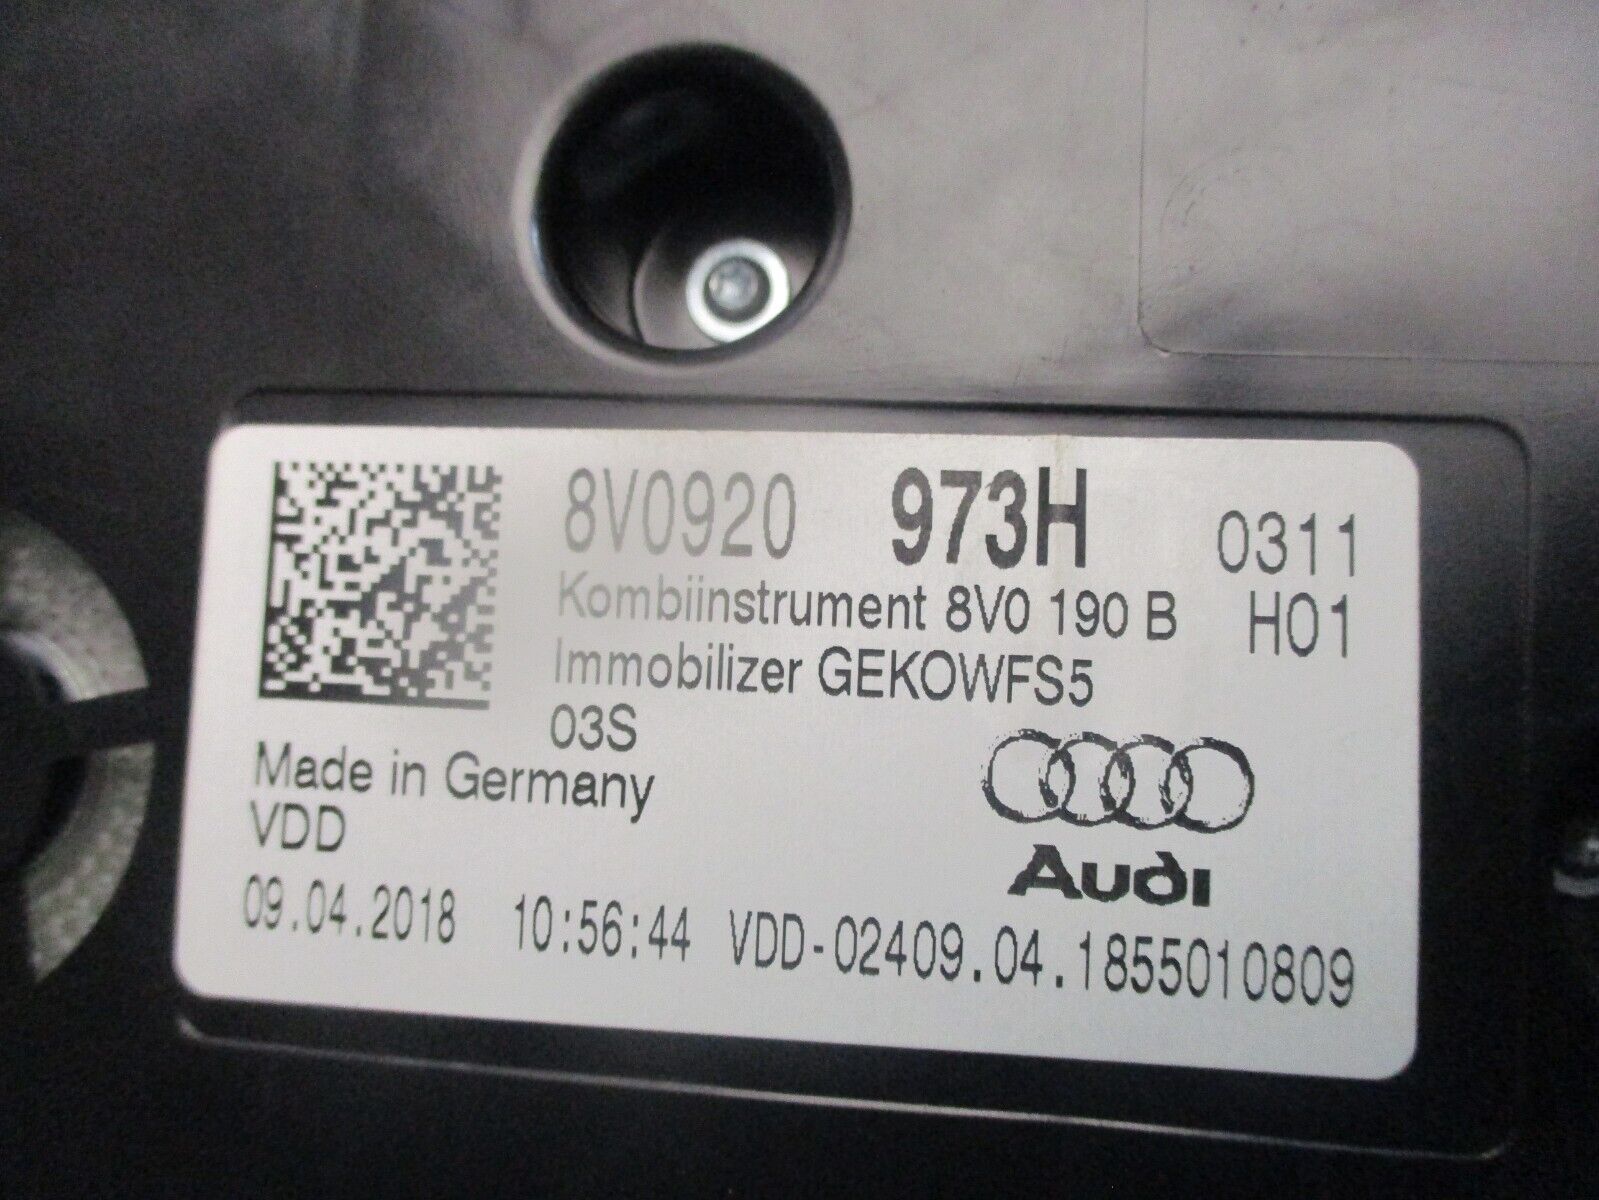 8V0920 973H 0311
Kombiinstrument 8V0 190 B H01
Immobilizer GEKOWFS5
03S
Made in Germany
VDD
Audi
09.04.2018 10:56:44 VDD-02409.04.1855010809